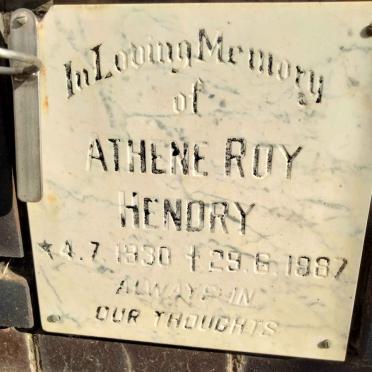 In Loving Memory
of
ATHENE ROY
HENDRY
* 4.7.1930 † 29.6.1987
ALWAYS IN
OUR THOUGHTS